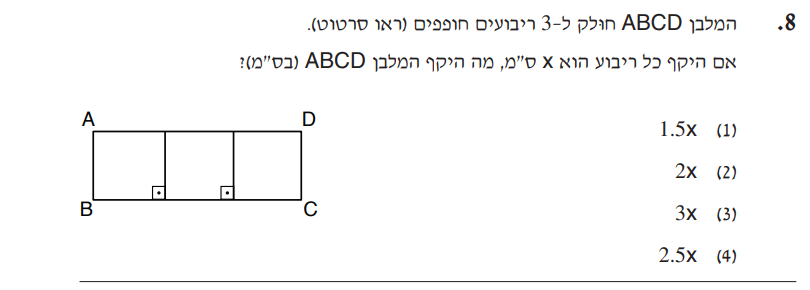 .8 המלבן ABCD חולק ל-3 ריבועים חופפים (ראו סרטוט).
אם היקף כל ריבוע הוא x ס"מ, מה היקף המלבן ABCD (בס"מ)?
(1) 1.5x
(2) 2x
(3) 3x
(4) 2.5x
A D
B C